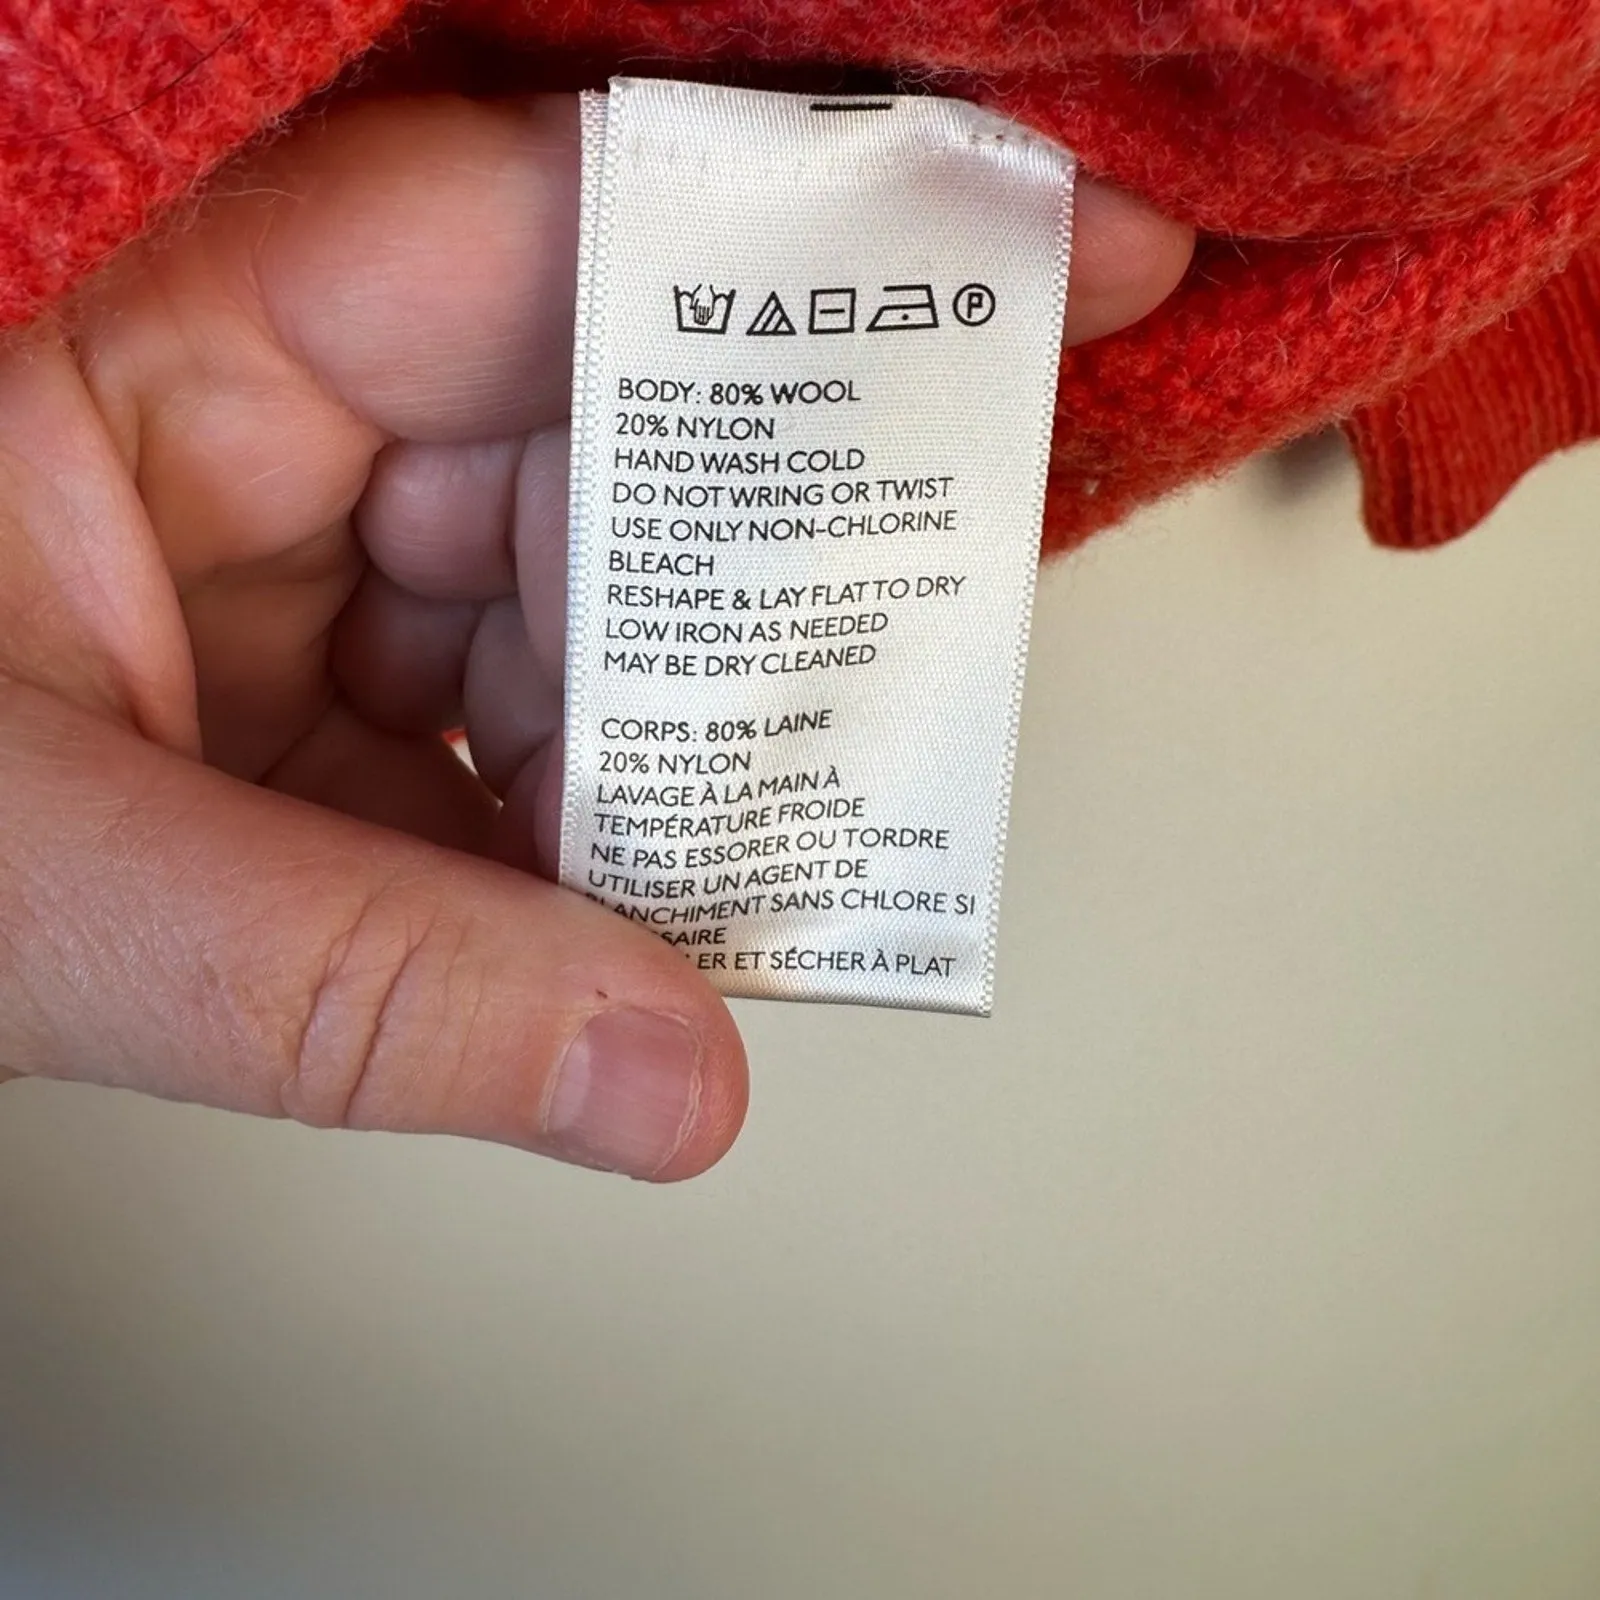 P
BODY: 80% WOOL
20% NYLON
HAND WASH COLD
DO NOT WRING OR TWIST
USE ONLY NON-CHLORINE
BLEACH
RESHAPE & LAY FLAT TO DRY
LOW IRON AS NEEDED
MAY BE DRY CLEANED
CORPS: 80% LAINE
20% NYLON
LAVAGE À LA MAIN À
TEMPÉRATURE FROIDE
NE PAS ESSORER OU TORDRE
UTILISER UN AGENT DE
SANS CHLORE SI
ET SÉCHER À PLAT